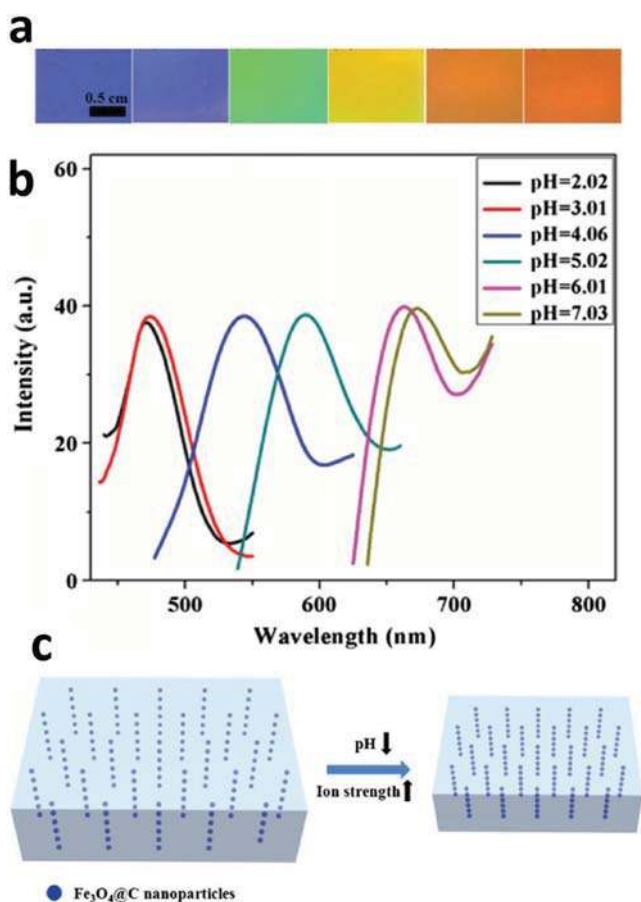 a
0.5 cm
b
60
40
20
0
Intensity (a.u.)
pH=2.02
pH=3.01
pH=4.06
pH=5.02
pH=6.01
pH=7.03
500
600
700
800
Wavelength (nm)
c
pH
Ion strength
Fe₃O₄@C nanoparticles